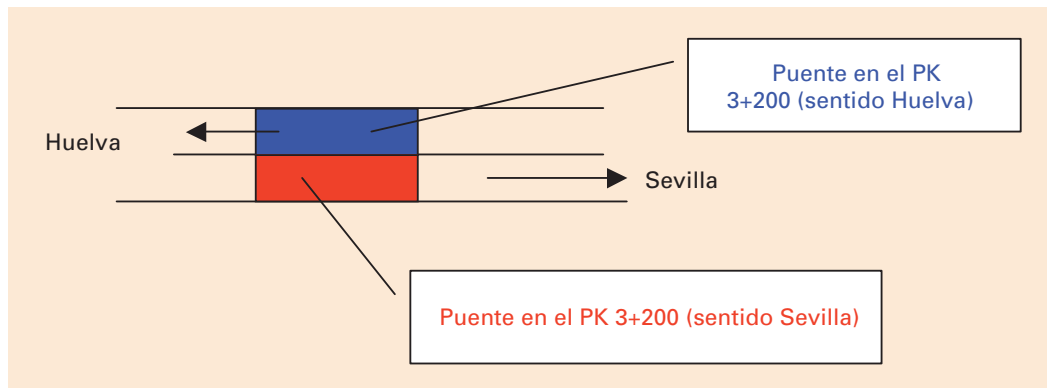 Puente en el PK
3+200 (sentido Huelva)
Huelva
Sevilla
Puente en el PK 3+200 (sentido Sevilla)